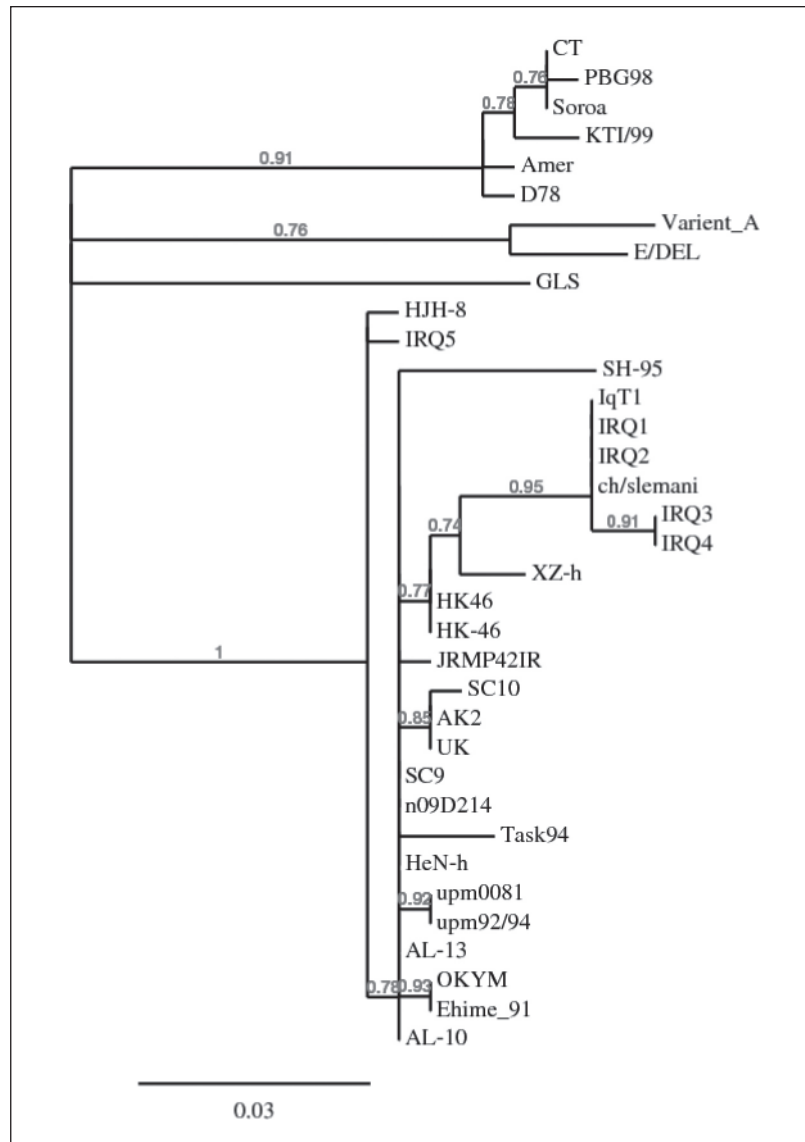 CT
0.76
PBG98
0.78
Soroa
KTI/99
0.91
Amer
D78
Varient_A
0.76
E/DEL
GLS
HJH-8
IRQ5
SH-95
IqT1
IRQ1
IRQ2
0.95
ch/slemani
0.91
IRQ3
IRQ4
0.74
XZ-h
0.77
HK46
HK-46
1
JRMP42IR
SC10
0.85
AK2
UK
SC9
n09D214
Task94
HeN-h
0.92
upm0081
upm92/94
AL-13
0.78
0.93
OKYM
Ehime_91
AL-10
0.03